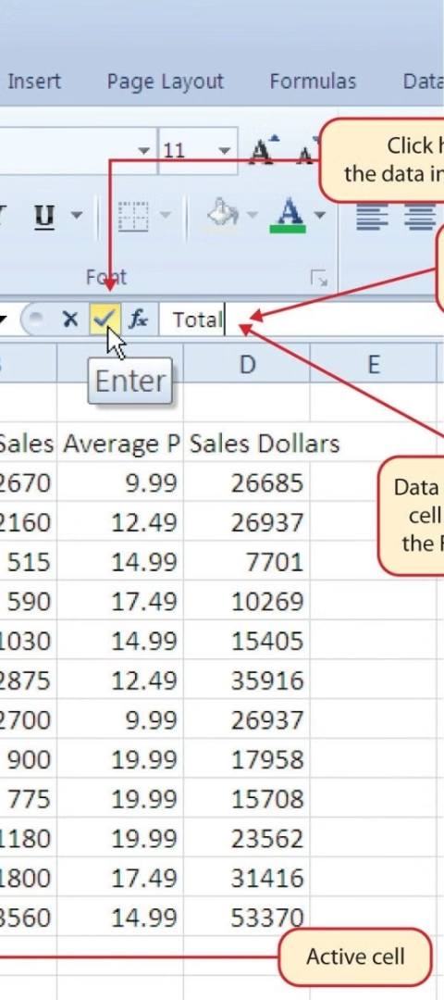 Insert Page Layout Formulas Data
11 A A
Click h
the data in
U A
Font
fx Total
Enter
D E
Sales Average P Sales Dollars
2670 9.99 26685
2160 12.49 26937
515 14.99 7701
590 17.49 10269
1030 14.99 15405
2875 12.49 35916
2700 9.99 26937
900 19.99 17958
775 19.99 15708
1180 19.99 23562
1800 17.49 31416
3560 14.99 53370
Data
cell
the F
Active cell